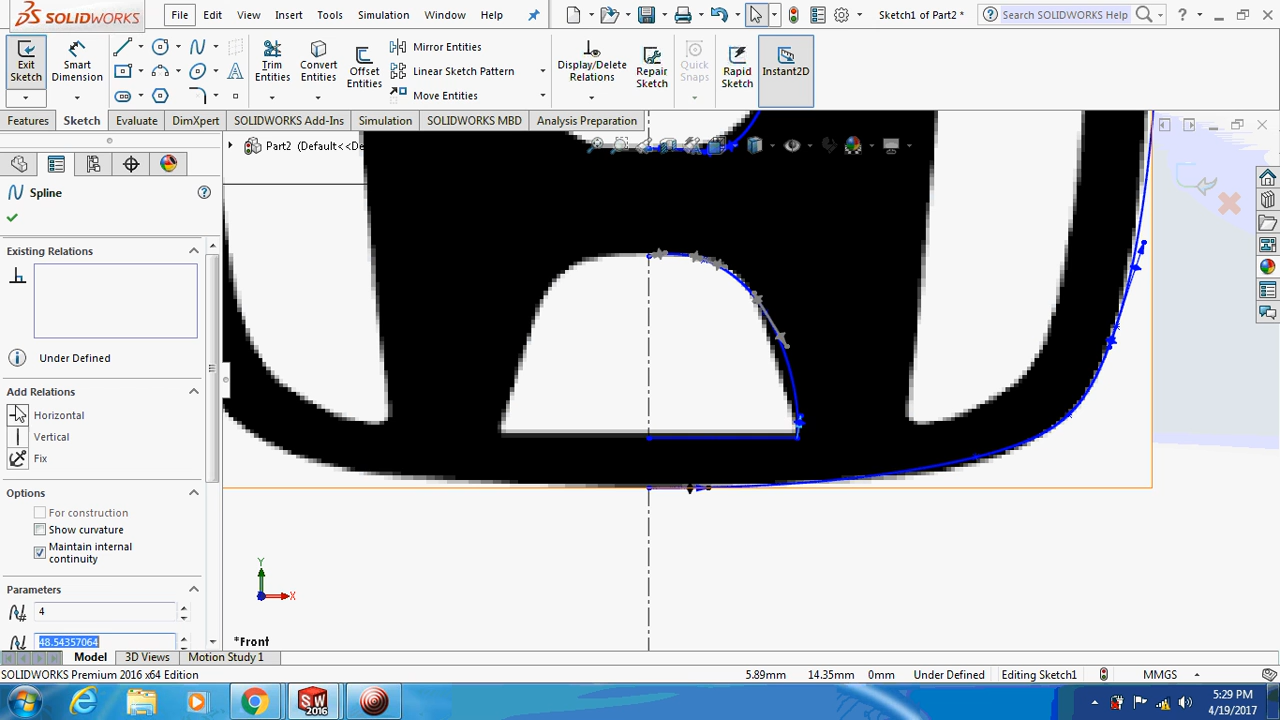 SOLIDWORKS File Edit View Insert Tools Simulation Window Help Sketch1 of Part2 * Search SOLIDWORKS Help
Exit Sketch
Smart Dimension
Trim Entities
Convert Entities
Offset Entities
Mirror Entities
Linear Sketch Pattern
Move Entities
Display/Delete Relations
Repair Sketch
Quick Snaps
Rapid Sketch
Instant2D
Features Sketch Evaluate DimXpert SOLIDWORKS Add-Ins Simulation SOLIDWORKS MBD Analysis Preparation
Part2 (Default<<De
Spline
Existing Relations
Under Defined
Add Relations
Horizontal
Vertical
Fix
Options
For construction
Show curvature
Maintain internal
continuity
Parameters
4
48.54357064
Y
X
*Front
Model 3D Views Motion Study 1
SOLIDWORKS Premium 2016 x64 Edition 5.89mm 14.35mm 0mm Under Defined Editing Sketch1 MMGS
SW
2016
5:29 PM
4/19/2017